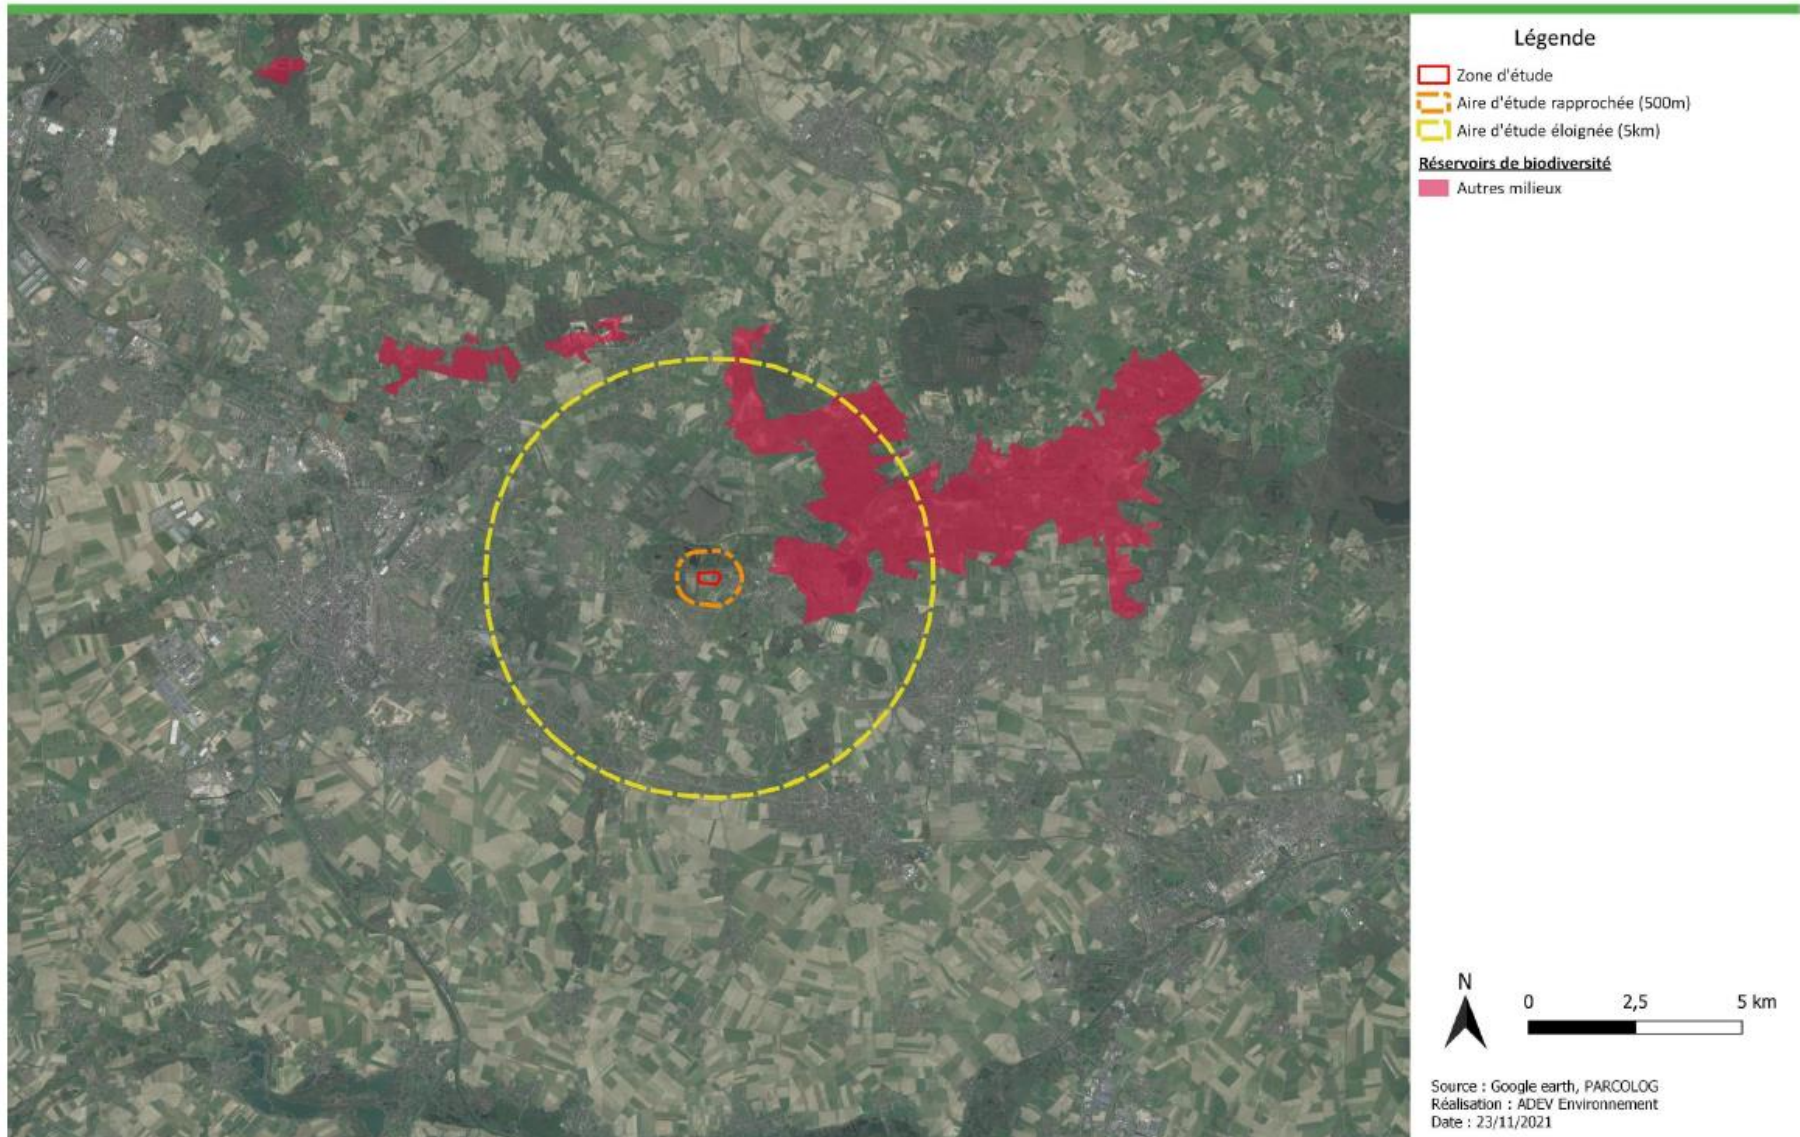 Légende
Zone d'étude
Aire d'étude rapprochée (500m)
Aire d'étude éloignée (5km)
Réservoirs de biodiversité
Autres milieux
N
0 2,5 5 km
Source : Google earth, PARCOLOG
Réalisation : ADEV Environnement
Date : 23/11/2021